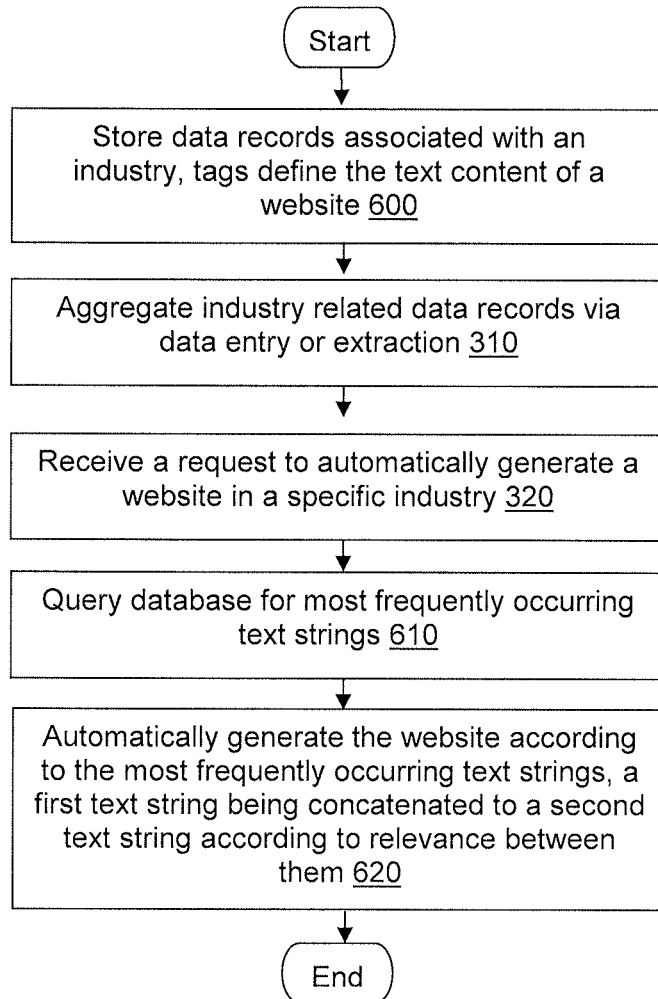 Start
Store data records associated with an
industry, tags define the text content of a
website 600
Aggregate industry related data records via
data entry or extraction 310
Receive a request to automatically generate a
website in a specific industry 320
Query database for most frequently occurring
text strings 610
Automatically generate the website according
to the most frequently occurring text strings, a
first text string being concatenated to a second
text string according to relevance between
them 620
End